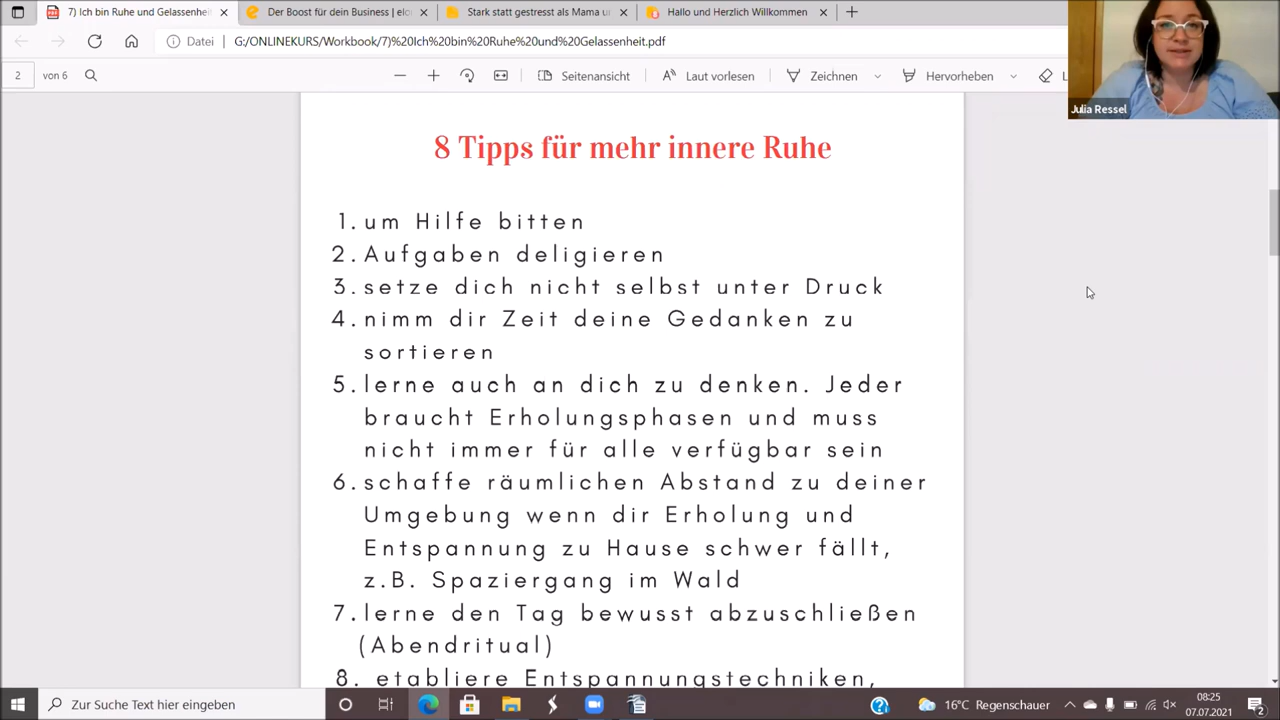 7) Ich bin Ruhe und Gelassenhei
Der Boost für dein Business | elo
Stark statt gestresst als Mama u
Hallo und Herzlich Willkommen
Datei
G:/ONLINEKURS/Workbook/7)%20Ich%20bin%20Ruhe%20und%20Gelassenheit.pdf
2 von 6
Seitenansicht
Laut vorlesen
Zeichnen
Hervorheben
Julia Ressel
8 Tipps für mehr innere Ruhe
1. um Hilfe bitten
2. Aufgaben deligieren
3. setze dich nicht selbst unter Druck
4. nimm dir Zeit deine Gedanken zu
sortieren
5. lerne auch an dich zu denken. Jeder
braucht Erholungsphasen und muss
nicht immer für alle verfügbar sein
6. schaffe räumlichen Abstand zu deiner
Umgebung wenn dir Erholung und
Entspannung zu Hause schwer fällt,
z.B. Spaziergang im Wald
7. lerne den Tag bewusst abzuschließen
(Abendritual)
8. etabliere Entspannungstechniken,
Zur Suche Text hier eingeben
16°C Regenschauer
08:25
07.07.2021
2